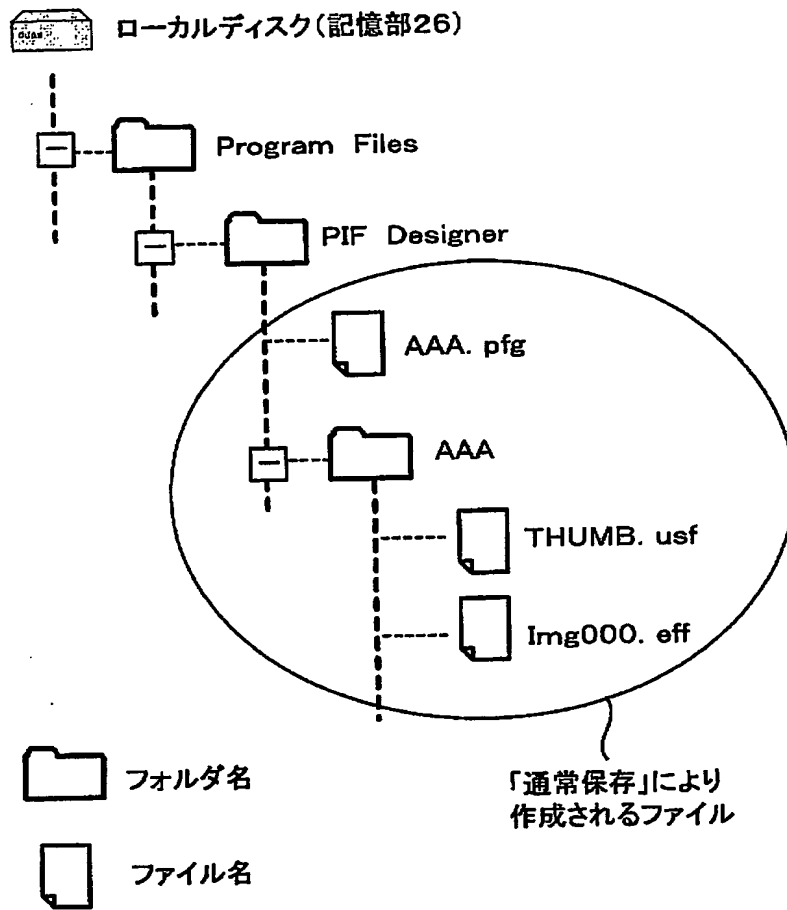 ローカルディスク(記憶部26)
Program Files
PIF Designer
AAA. pfg
AAA
THUMB. usf
Img000. eff
フォルダ名
「通常保存」により
作成されるファイル
ファイル名